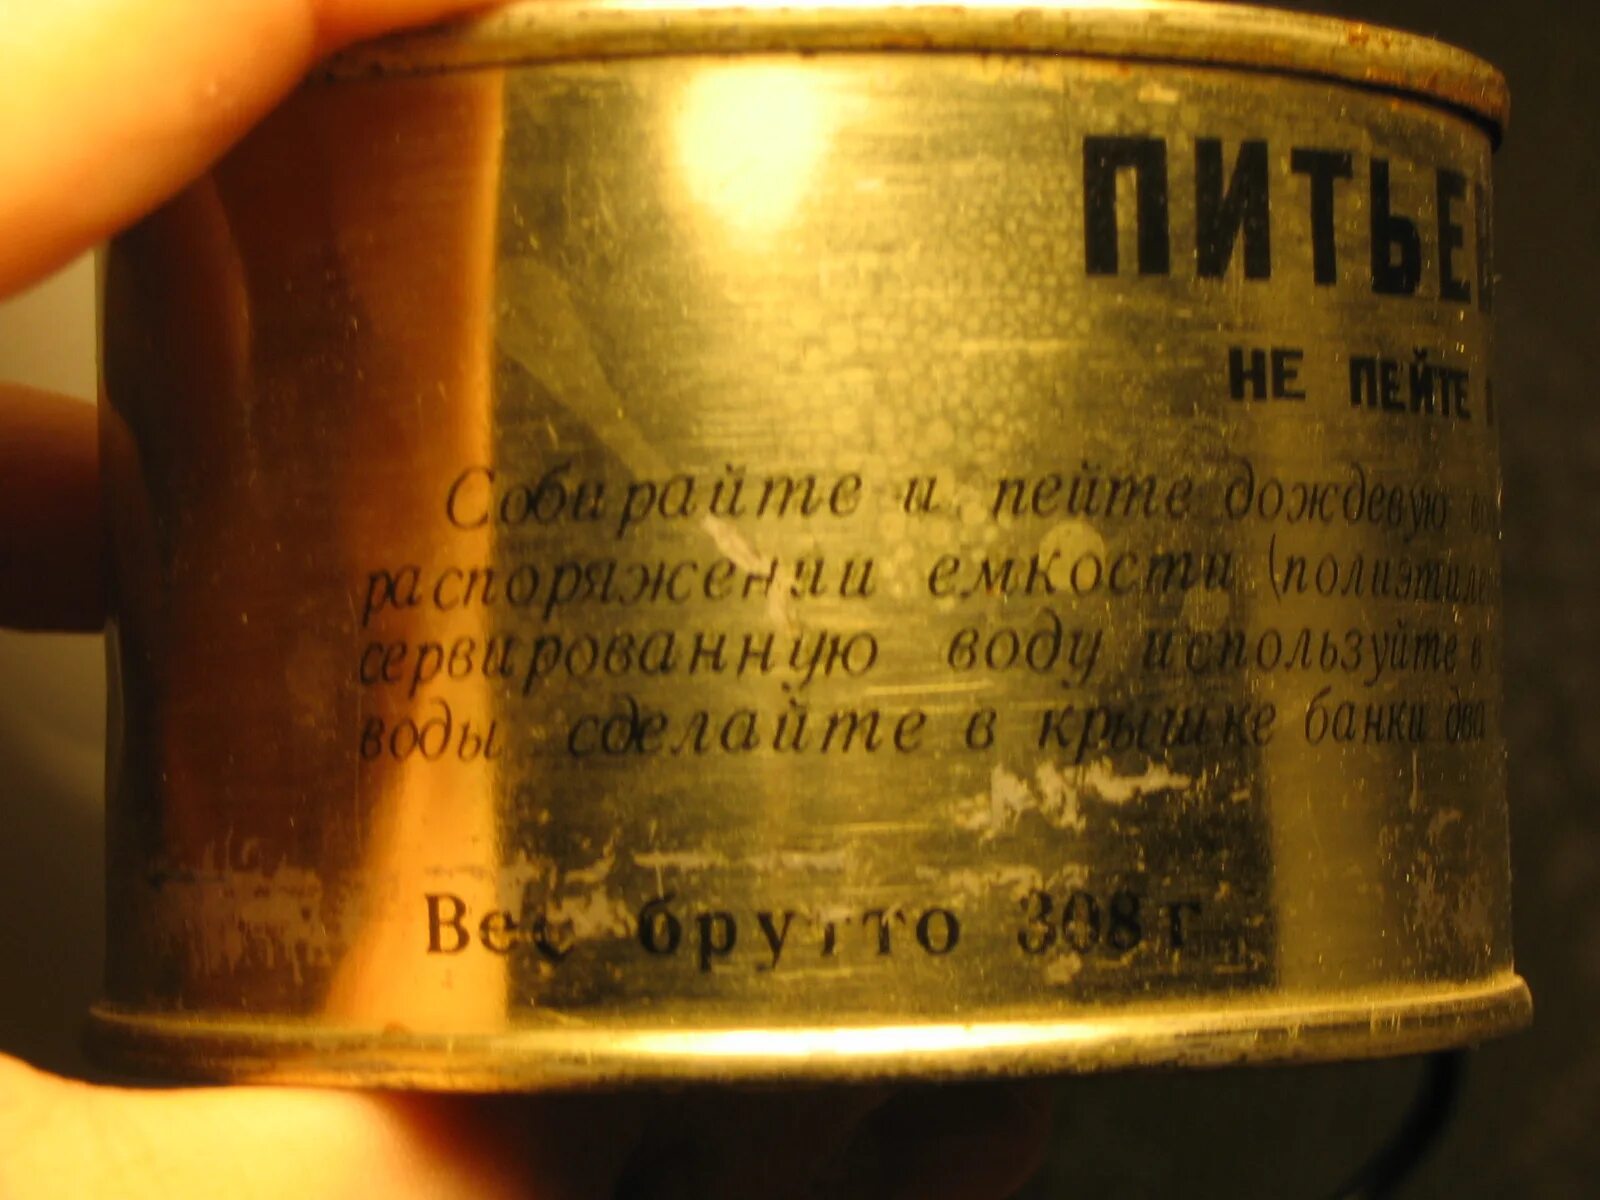 ПИТЬЕ
НЕ ПЕЙТЕ
Собирайте и пейте дождевую
распоряжении емкости (полиэтиле
сервированную воду используйте в
воды сделайте в крышке банки два
Вес брутто 308 г